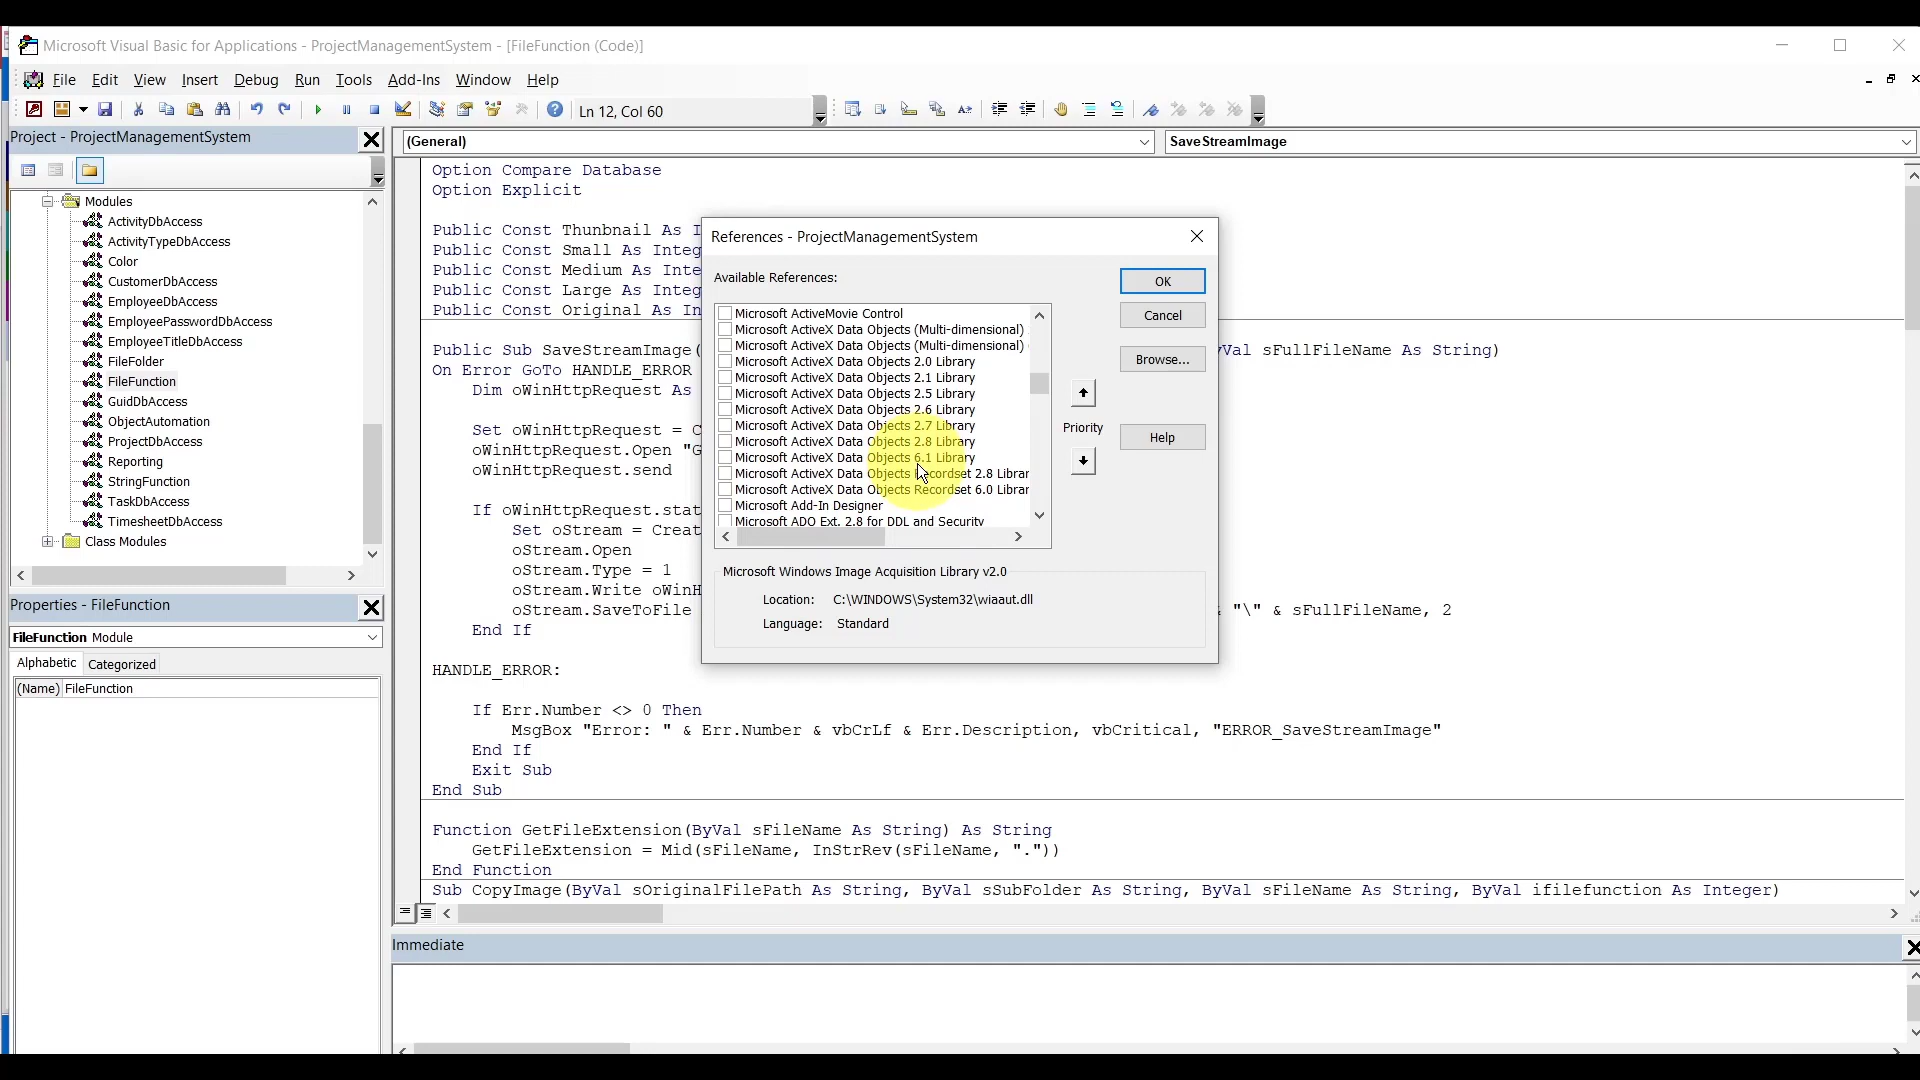 Microsoft Visual Basic for Applications - ProjectManagementSystem - [FileFunction (Code)]
File Edit View Insert Debug Run Tools Add-Ins Window Help
Ln 12, Col 60
Project - ProjectManagementSystem
Modules
ActivityDbAccess
ActivityTypeDbAccess
Color
CustomerDbAccess
EmployeeDbAccess
EmployeePasswordDbAccess
EmployeeTitleDbAccess
FileFolder
FileFunction
GuidDbAccess
ObjectAutomation
ProjectDbAccess
Reporting
StringFunction
TaskDbAccess
TimesheetDbAccess
Class Modules
Properties - FileFunction
FileFunction Module
Alphabetic Categorized
(Name) FileFunction
(General) SaveStreamImage
Option Compare Database
Option Explicit
Public Const Thunbnail As I
Public Const Small As Integ
Public Const Medium As Inte
Public Const Large As Integ
Public Const Original As In
Public Sub SaveStreamImage( yVal sFullFileName As String)
On Error GoTo HANDLE_ERROR
Dim oWinHttpRequest As
Set oWinHttpRequest = C
oWinHttpRequest.Open "G
oWinHttpRequest.send
If oWinHttpRequest.stat
Set oStream = Creat
oStream.Open
oStream.Type = 1
oStream.Write oWinH
oStream.SaveToFile & "\" & sFullFileName, 2
End If
HANDLE_ERROR:
If Err.Number <> 0 Then
MsgBox "Error: " & Err.Number & vbCrLf & Err.Description, vbCritical, "ERROR_SaveStreamImage"
End If
Exit Sub
End Sub
Function GetFileExtension(ByVal sFileName As String) As String
GetFileExtension = Mid(sFileName, InStrRev(sFileName, "."))
End Function
Sub CopyImage(ByVal sOriginalFilePath As String, ByVal sSubFolder As String, ByVal sFileName As String, ByVal ifilefunction As Integer)
Immediate
References - ProjectManagementSystem
Available References:
Microsoft ActiveMovie Control
Microsoft ActiveX Data Objects (Multi-dimensional)
Microsoft ActiveX Data Objects (Multi-dimensional)
Microsoft ActiveX Data Objects 2.0 Library
Microsoft ActiveX Data Objects 2.1 Library
Microsoft ActiveX Data Objects 2.5 Library
Microsoft ActiveX Data Objects 2.6 Library
Microsoft ActiveX Data Objects 2.7 Library
Microsoft ActiveX Data Objects 2.8 Library
Microsoft ActiveX Data Objects 6.1 Library
Microsoft ActiveX Data Objects Recordset 2.8 Librar
Microsoft ActiveX Data Objects Recordset 6.0 Librar
Microsoft Add-In Designer
Microsoft ADO Ext. 2.8 for DDL and Security
OK
Cancel
Browse...
Priority
Help
Microsoft Windows Image Acquisition Library v2.0
Location: C:\WINDOWS\System32\wiaaut.dll
Language: Standard